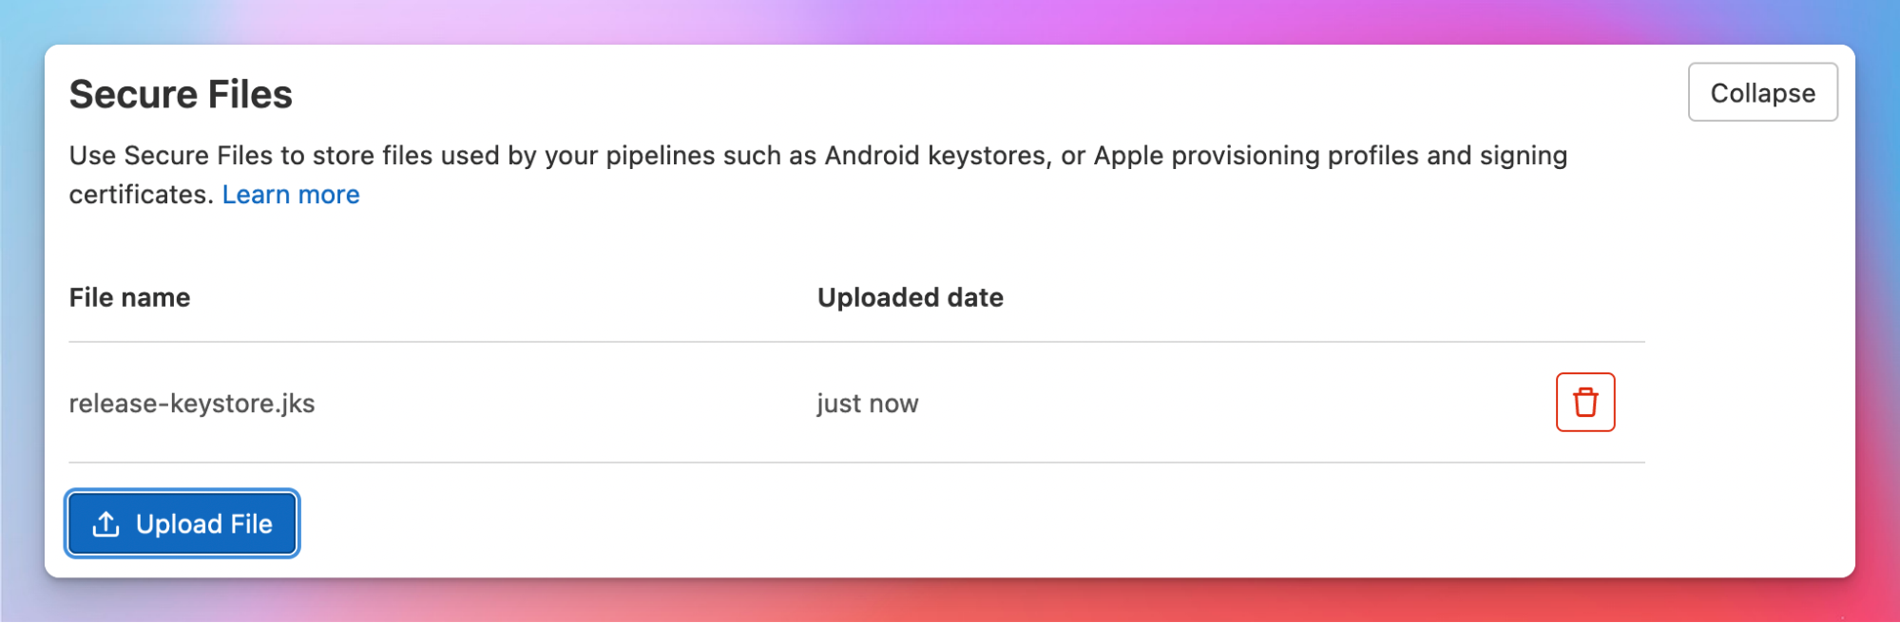 Secure Files
Collapse
Use Secure Files to store files used by your pipelines such as Android keystores, or Apple provisioning profiles and signing
certificates. Learn more
File name
Uploaded date
release-keystore.jks
just now
Upload File